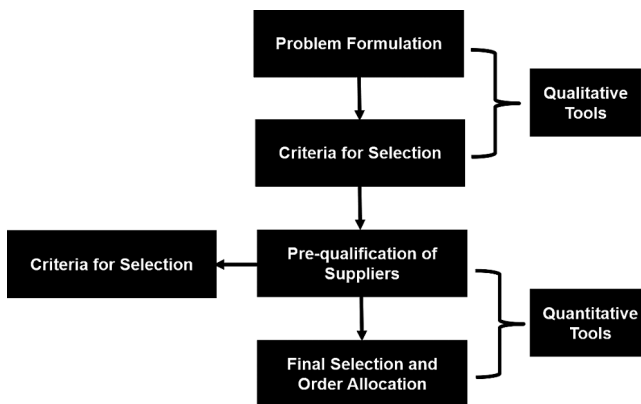 Problem Formulation
Qualitative
Tools
Criteria for Selection
Criteria for Selection
Pre-qualification of
Suppliers
Quantitative
Tools
Final Selection and
Order Allocation